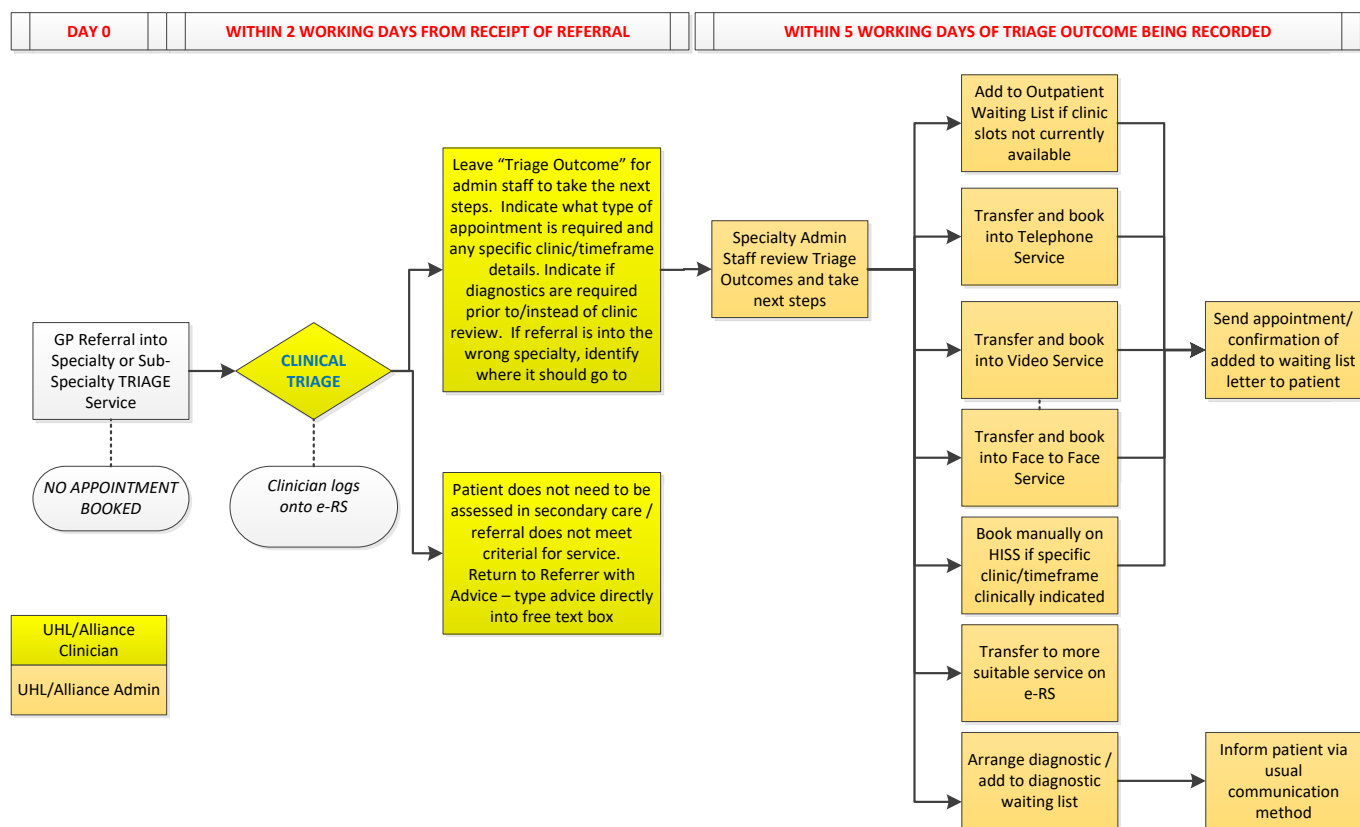 DAY 0
WITHIN 2 WORKING DAYS FROM RECEIPT OF REFERRAL
WITHIN 5 WORKING DAYS OF TRIAGE OUTCOME BEING RECORDED
GP Referral into
Specialty or Sub-
Specialty TRIAGE
Service
NO APPOINTMENT
BOOKED
CLINICAL
TRIAGE
Clinician logs
onto e-RS
Leave “Triage Outcome” for
admin staff to take the next
steps. Indicate what type of
appointment is required and
any specific clinic/timeframe
details. Indicate if
diagnostics are required
prior to/instead of clinic
review. If referral is into the
wrong specialty, identify
where it should go to
Patient does not need to be
assessed in secondary care /
referral does not meet
criterial for service.
Return to Referrer with
Advice – type advice directly
into free text box
Specialty Admin
Staff review Triage
Outcomes and take
next steps
Add to Outpatient
Waiting List if clinic
slots not currently
available
Transfer and book
into Telephone
Service
Transfer and book
into Video Service
Transfer and book
into Face to Face
Service
Book manually on
HISS if specific
clinic/timeframe
clinically indicated
Transfer to more
suitable service on
e-RS
Arrange diagnostic /
add to diagnostic
waiting list
Send appointment/
confirmation of
added to waiting list
letter to patient
Inform patient via
usual
communication
method
UHL/Alliance
Clinician
UHL/Alliance Admin